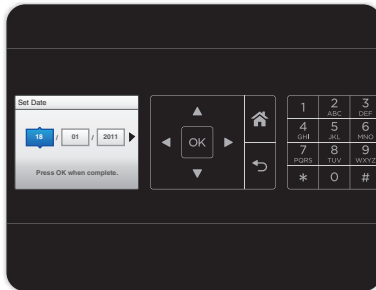 Set Date
18 / 01 / 2011
Press OK when complete.
OK
1
2 ABC
3 DEF
4 GHI
5 JKL
6 MNO
7 PQRS
8 TUV
9 WXYZ
*
0
#